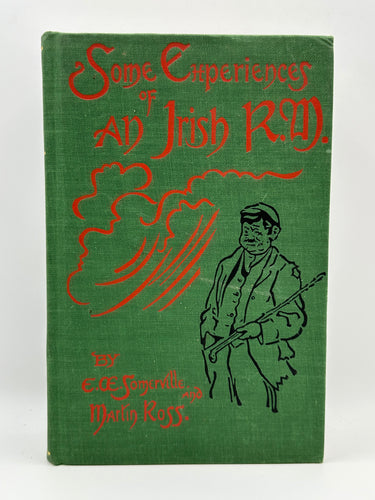 Some Experiences
of
An Irish R.M.
By
E. Œ Somerville
and
Martin Ross.